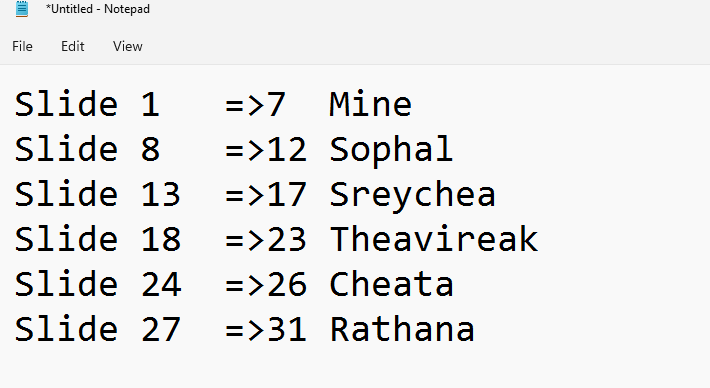 *Untitled - Notepad
File Edit View
Slide 1 =>7 Mine
Slide 8 =>12 Sophal
Slide 13 =>17 Sreychea
Slide 18 =>23 Theavireak
Slide 24 =>26 Cheata
Slide 27 =>31 Rathana